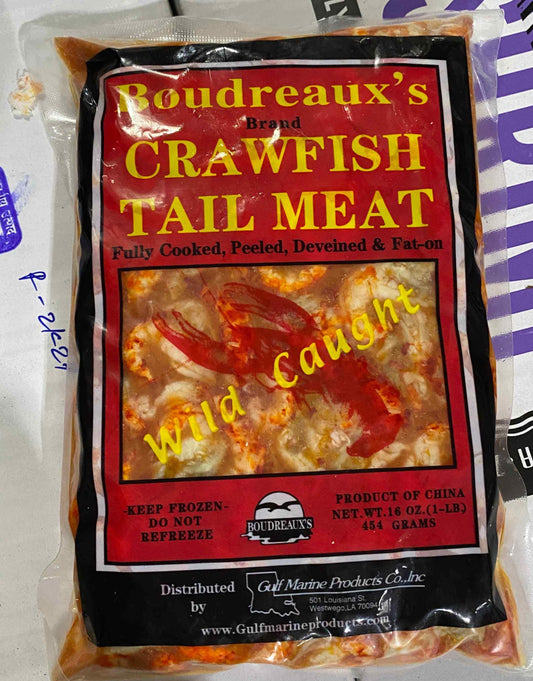 Boudreaux's
Brand
CRAWFISH
TAIL MEAT
Fully Cooked, Peeled, Deveined & Fat-on
Wild Caught
-KEEP FROZEN-
DO NOT
REFREEZE
BOUDREAUX'S
PRODUCT OF CHINA
NET.WT.16 OZ.(1-LB.)
454 GRAMS
Distributed
by
Gulf Marine Products Co.,Inc
501 Louisiana St.
Westwego,LA 70094
www.Gulfmarineproducts.com